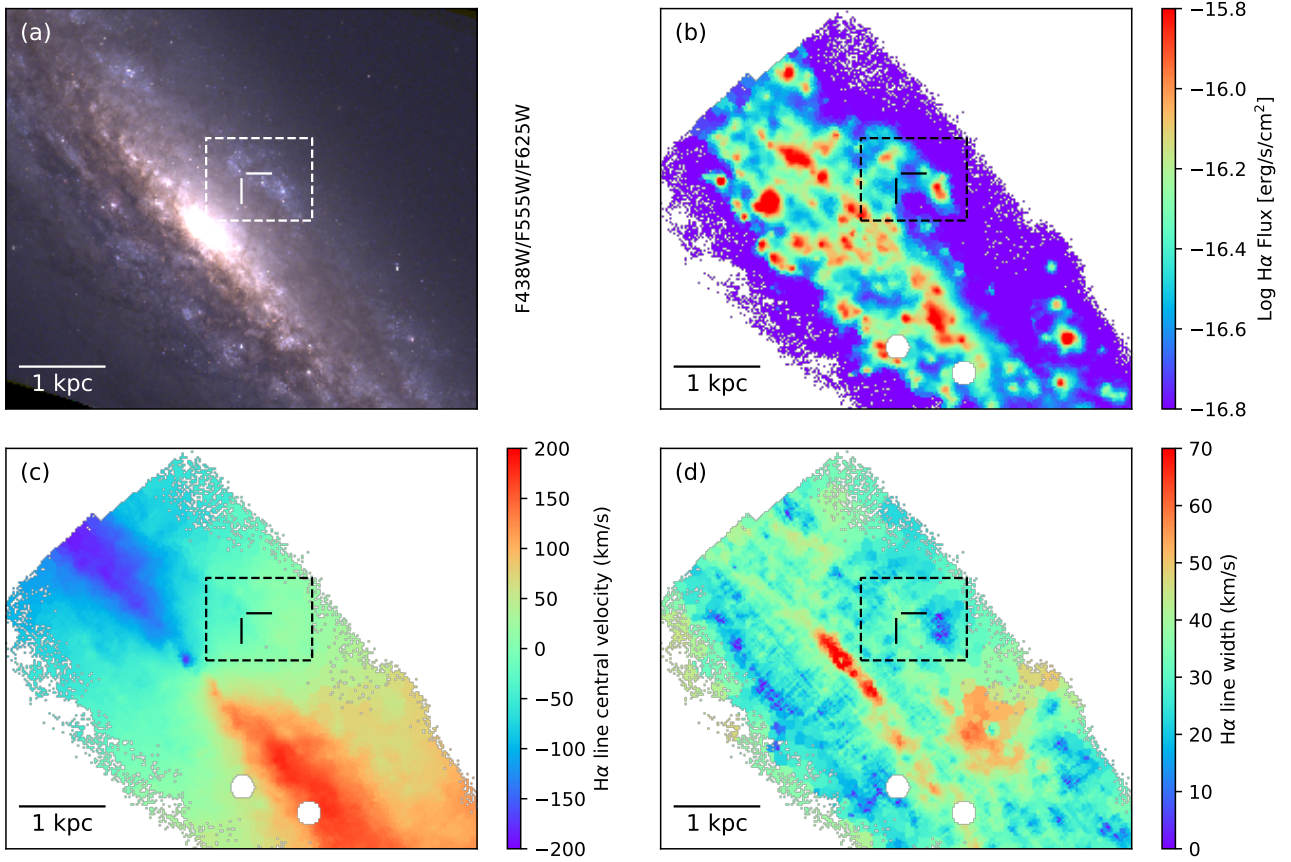 (a)
1 kpc
F438W/F555W/F625W
(b)
1 kpc
−15.8
−16.0
−16.2
−16.4
−16.6
−16.8
Log Hα Flux [erg/s/cm²]
(c)
1 kpc
200
150
100
50
0
−50
−100
−150
−200
Hα line central velocity (km/s)
(d)
1 kpc
70
60
50
40
30
20
10
0
Hα line width (km/s)